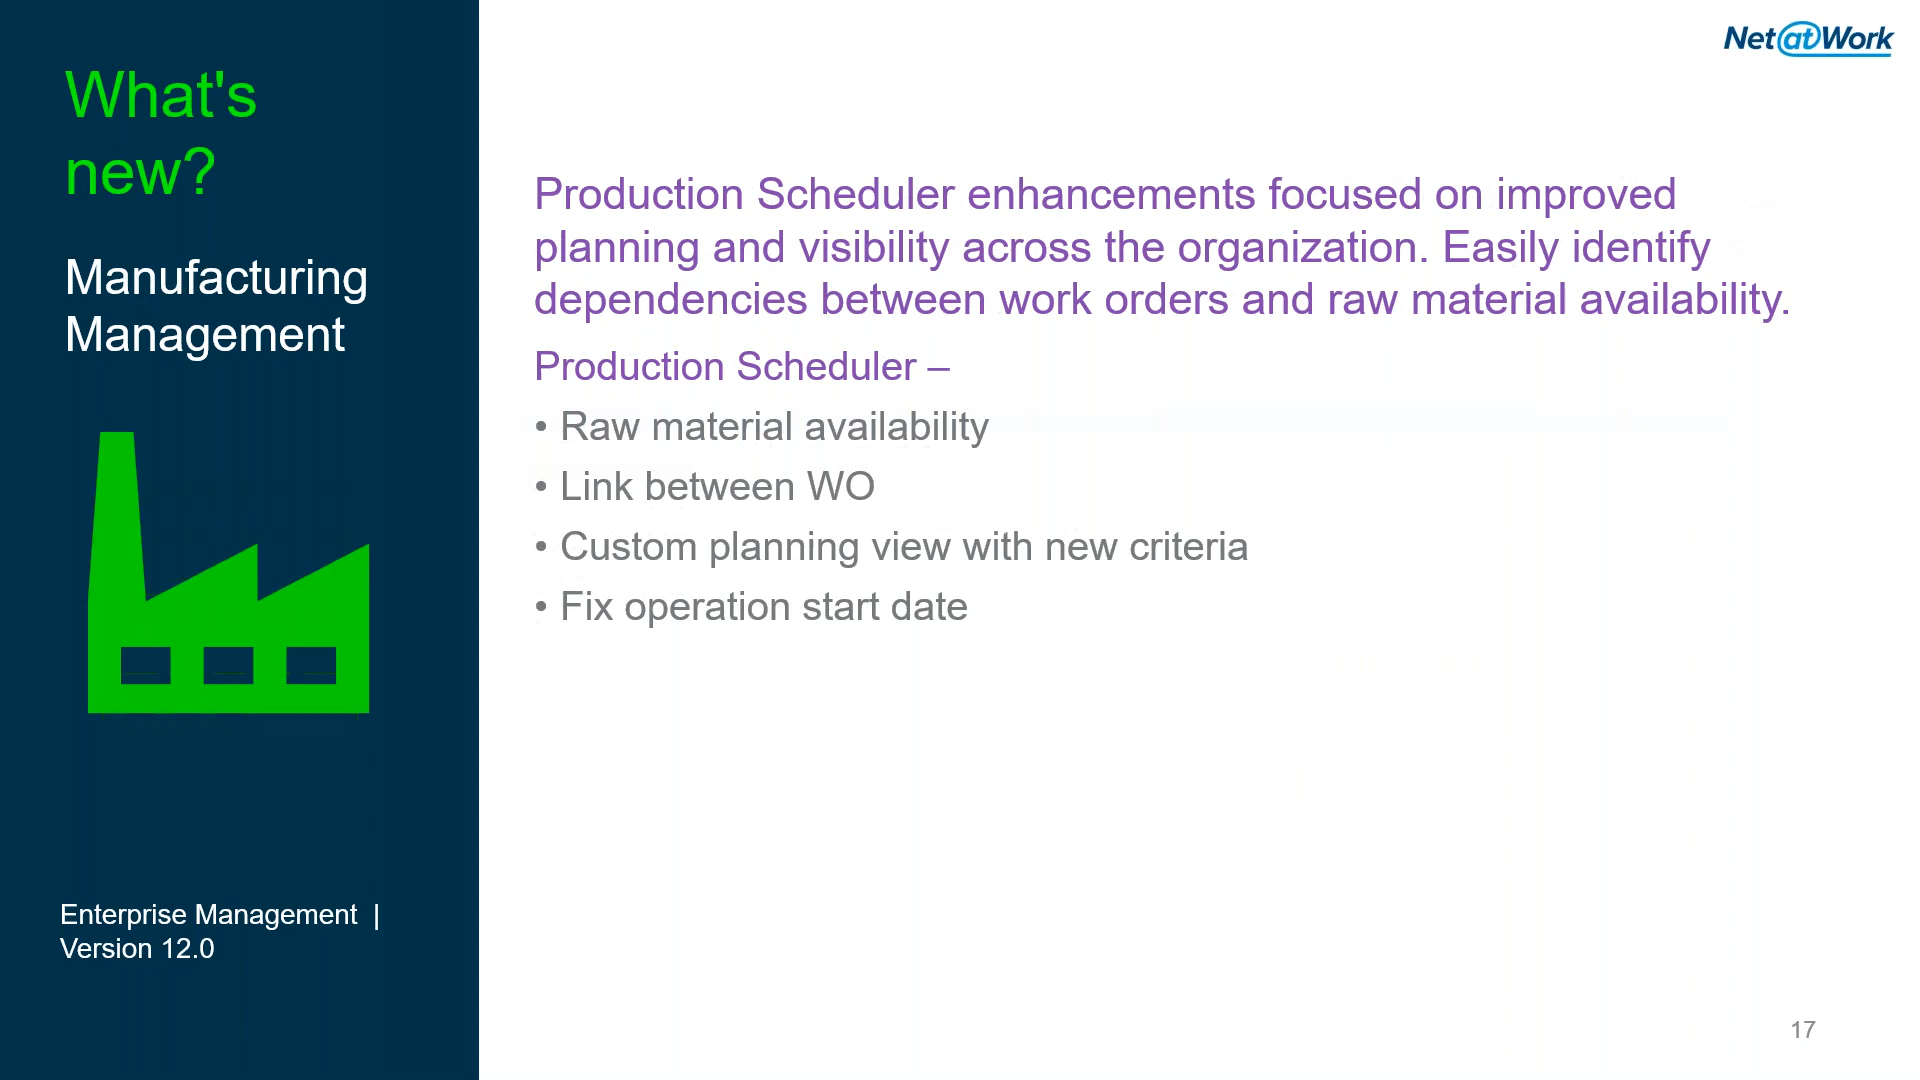 What's
new?
Manufacturing
Management
Enterprise Management |
Version 12.0
Net@Work
Production Scheduler enhancements focused on improved
planning and visibility across the organization. Easily identify
dependencies between work orders and raw material availability.
Production Scheduler –
• Raw material availability
• Link between WO
• Custom planning view with new criteria
• Fix operation start date
17